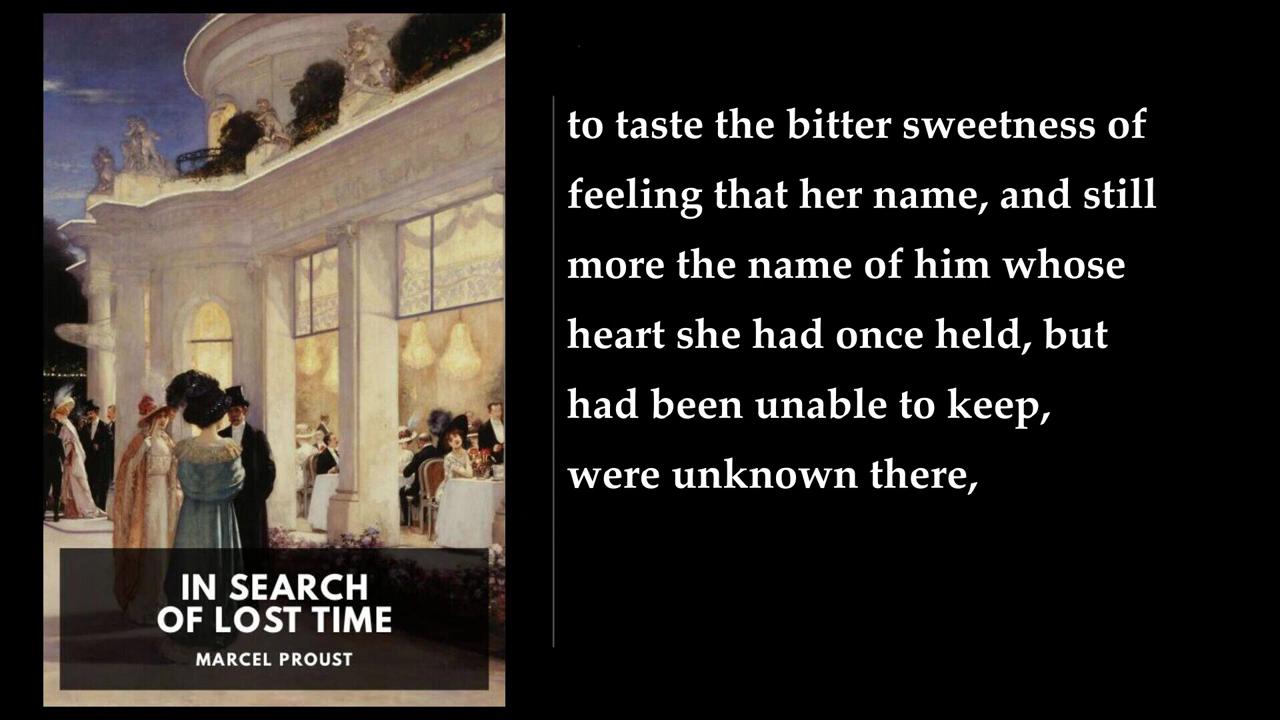 IN SEARCH
OF LOST TIME
MARCEL PROUST
to taste the bitter sweetness of
feeling that her name, and still
more the name of him whose
heart she had once held, but
had been unable to keep,
were unknown there,